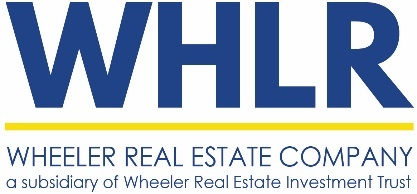 WHLR
WHEELER REAL ESTATE COMPANY
a subsidiary of Wheeler Real Estate Investment Trust